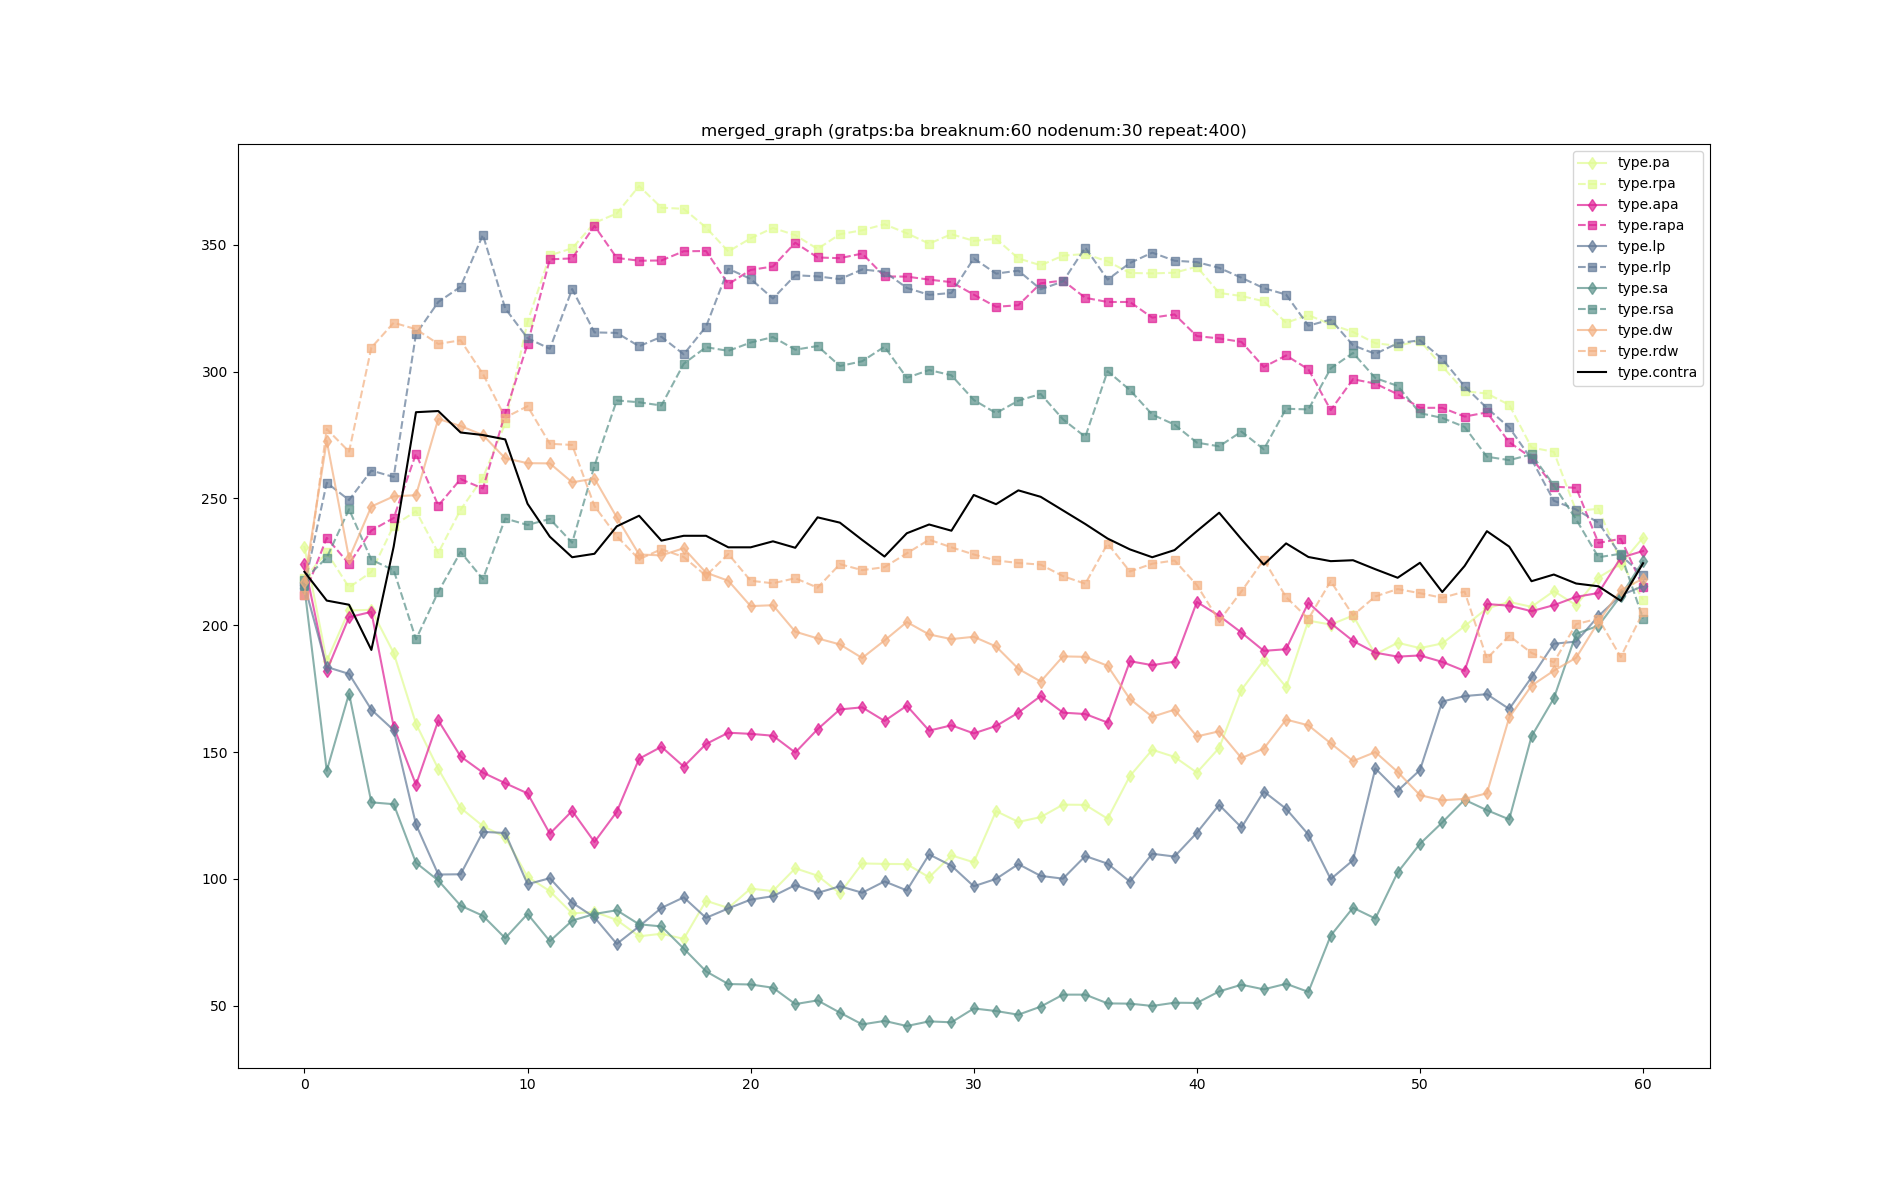 merged_graph (gratps:ba breaknum:60 nodenum:30 repeat:400)
type.pa
type.rpa
type.apa
type.rapa
type.lp
type.rlp
type.sa
type.rsa
type.dw
type.rdw
type.contra
350
300
250
200
150
100
50
0 10 20 30 40 50 60